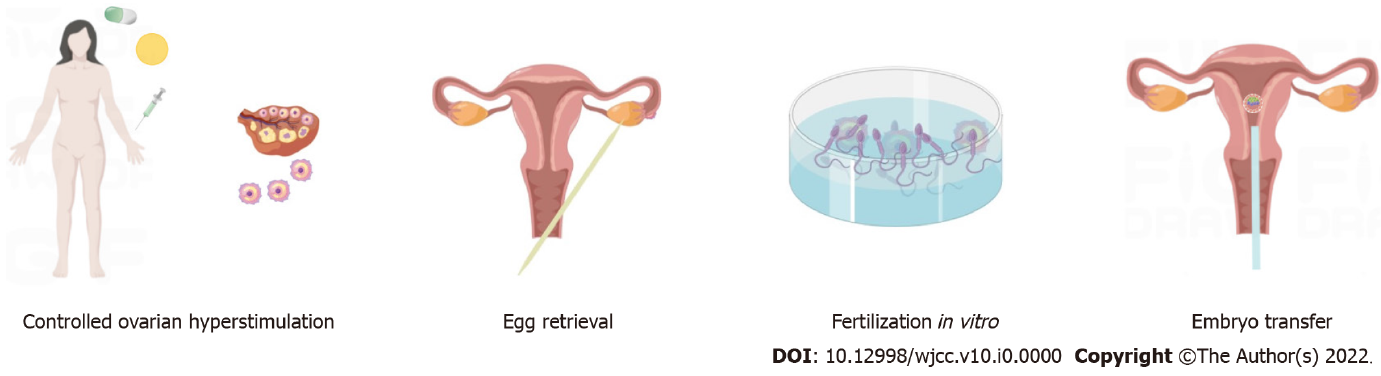 Controlled ovarian hyperstimulation
Egg retrieval
Fertilization in vitro
Embryo transfer
DOI: 10.12998/wjcc.v10.i0.0000 Copyright ©The Author(s) 2022.